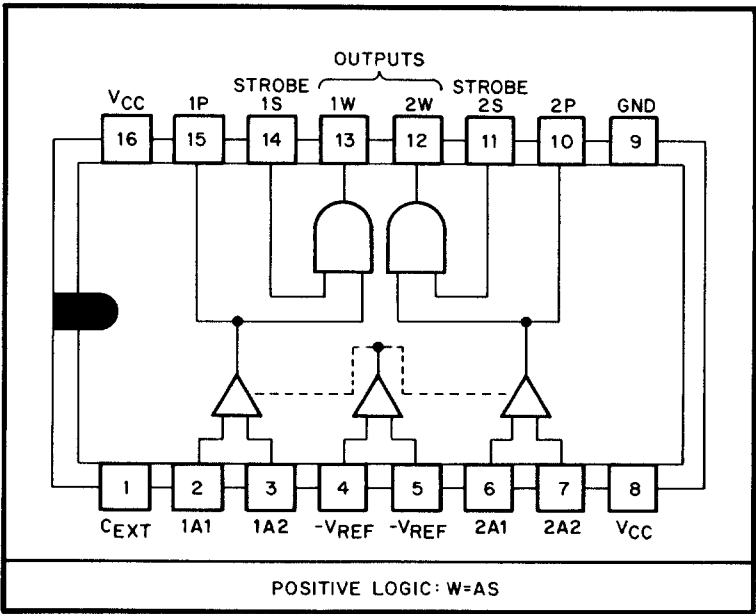 OUTPUTS
STROBE STROBE
VCC 1P 1S 1W 2W 2S 2P GND
16 15 14 13 12 11 10 9
1 2 3 4 5 6 7 8
CEXT 1A1 1A2 -VREF -VREF 2A1 2A2 VCC
POSITIVE LOGIC: W=AS